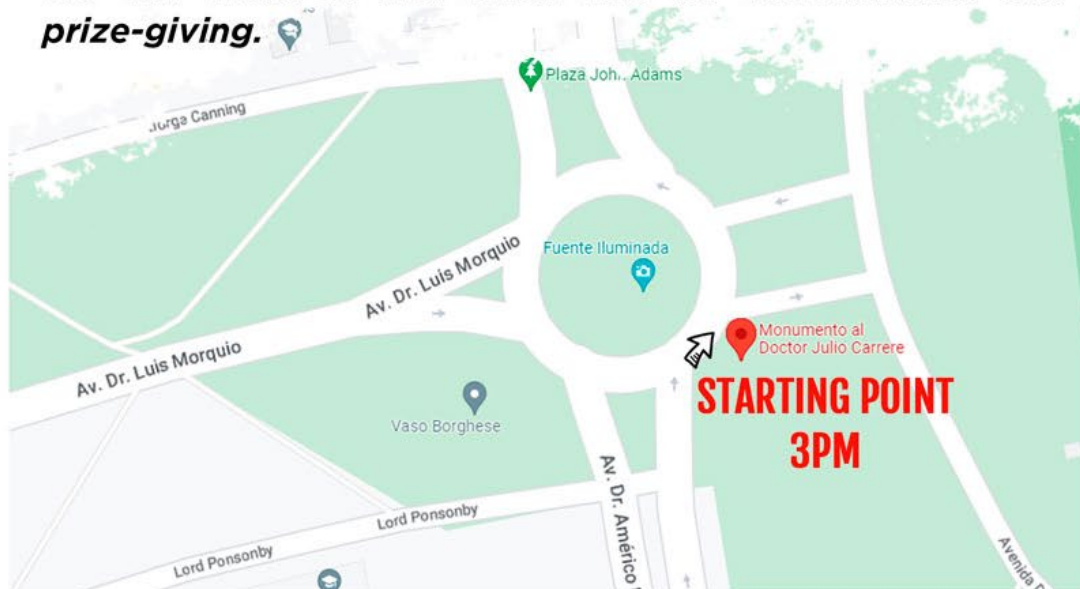 prize-giving.
Plaza John Adams
Jorge Canning
Fuente Iluminada
Av. Dr. Luis Morquio
Av. Dr. Luis Morquio
Monumento al
Doctor Julio Carrere
STARTING POINT
3PM
Vaso Borghese
Av. Dr. Américo
Lord Ponsonby
Lord Ponsonby
Avenida